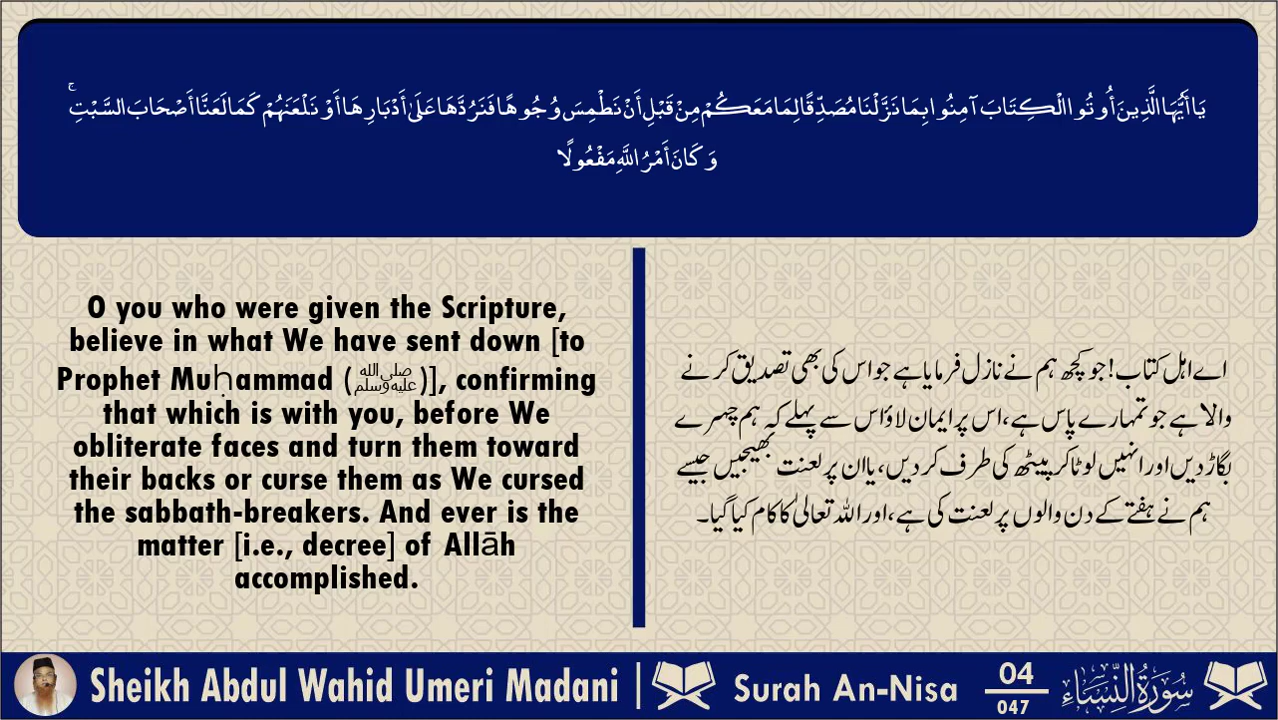 يَا أَيُّهَا الَّذِينَ أُوتُوا الْكِتَابَ آمِنُوا بِمَا نَزَّلْنَا مُصَدِّقًا لِمَا مَعَكُمْ مِنْ قَبْلِ أَنْ نَطْمِسَ وُجُوهًا فَنَرُدَّهَا عَلَىٰ أَدْبَارِهَا أَوْ نَلْعَنَهُمْ كَمَا لَعَنَّا أَصْحَابَ السَّبْتِ ۚ
وَكَانَ أَمْرُ اللَّهِ مَفْعُولًا
O you who were given the Scripture,
believe in what We have sent down [to
Prophet Muḥammad (ﷺ)], confirming
that which is with you, before We
obliterate faces and turn them toward
their backs or curse them as We cursed
the sabbath-breakers. And ever is the
matter [i.e., decree] of Allāh
accomplished.
اے اہل کتاب! جو کچھ ہم نے نازل فرمایا ہے جو اس کی بھی تصدیق کرنے
والا ہے جو تمہارے پاس ہے، اس پر ایمان لاؤ اس سے پہلے کہ ہم چہرے
بگاڑ دیں اور انہیں لوٹا کر پیٹھ کی طرف کر دیں، یا ان پر لعنت بھیجیں جیسے
ہم نے ہفتے کے دن والوں پر لعنت کی ہے، اور اللہ تعالیٰ کا کام کیا گیا۔
Sheikh Abdul Wahid Umeri Madani | Surah An-Nisa 04
047
سُورَةُ النِّسَاءِ